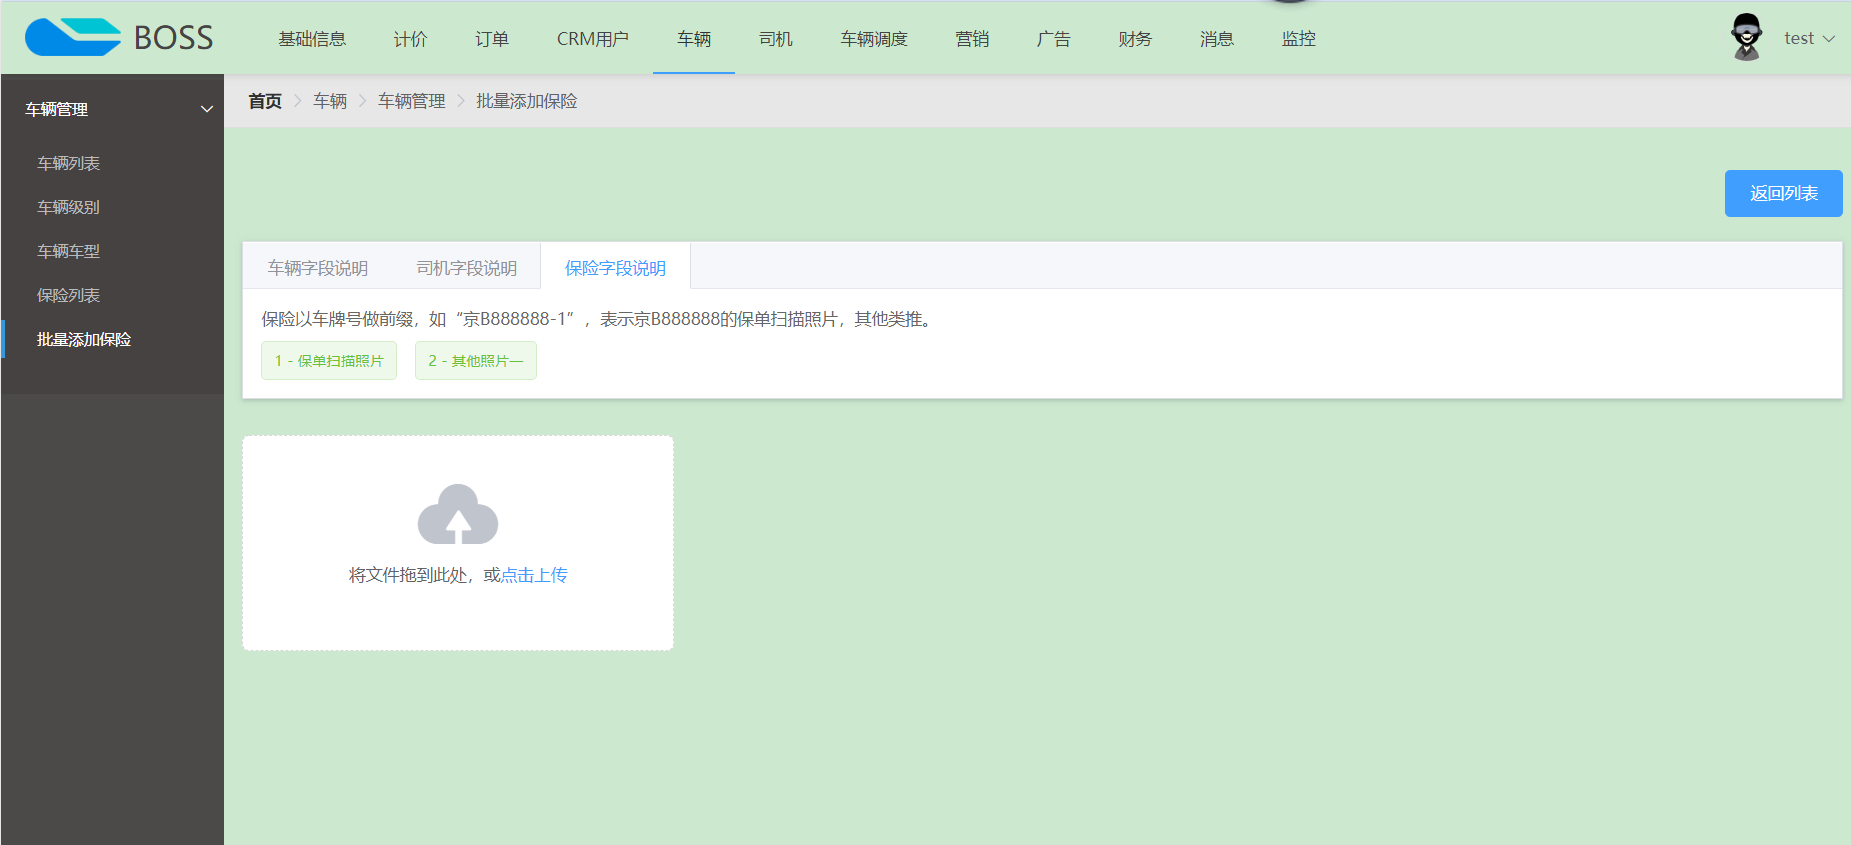 BOSS 基础信息 计价 订单 CRM用户 车辆 司机 车辆调度 营销 广告 财务 消息 监控 test
车辆管理
车辆列表
车辆级别
车辆车型
保险列表
批量添加保险
首页 车辆 车辆管理 批量添加保险
返回列表
车辆字段说明 司机字段说明 保险字段说明
保险以车牌号做前缀，如“京B888888-1”，表示京B888888的保单扫描照片，其他类推。
1 - 保单扫描照片 2 - 其他照片一
将文件拖到此处，或点击上传